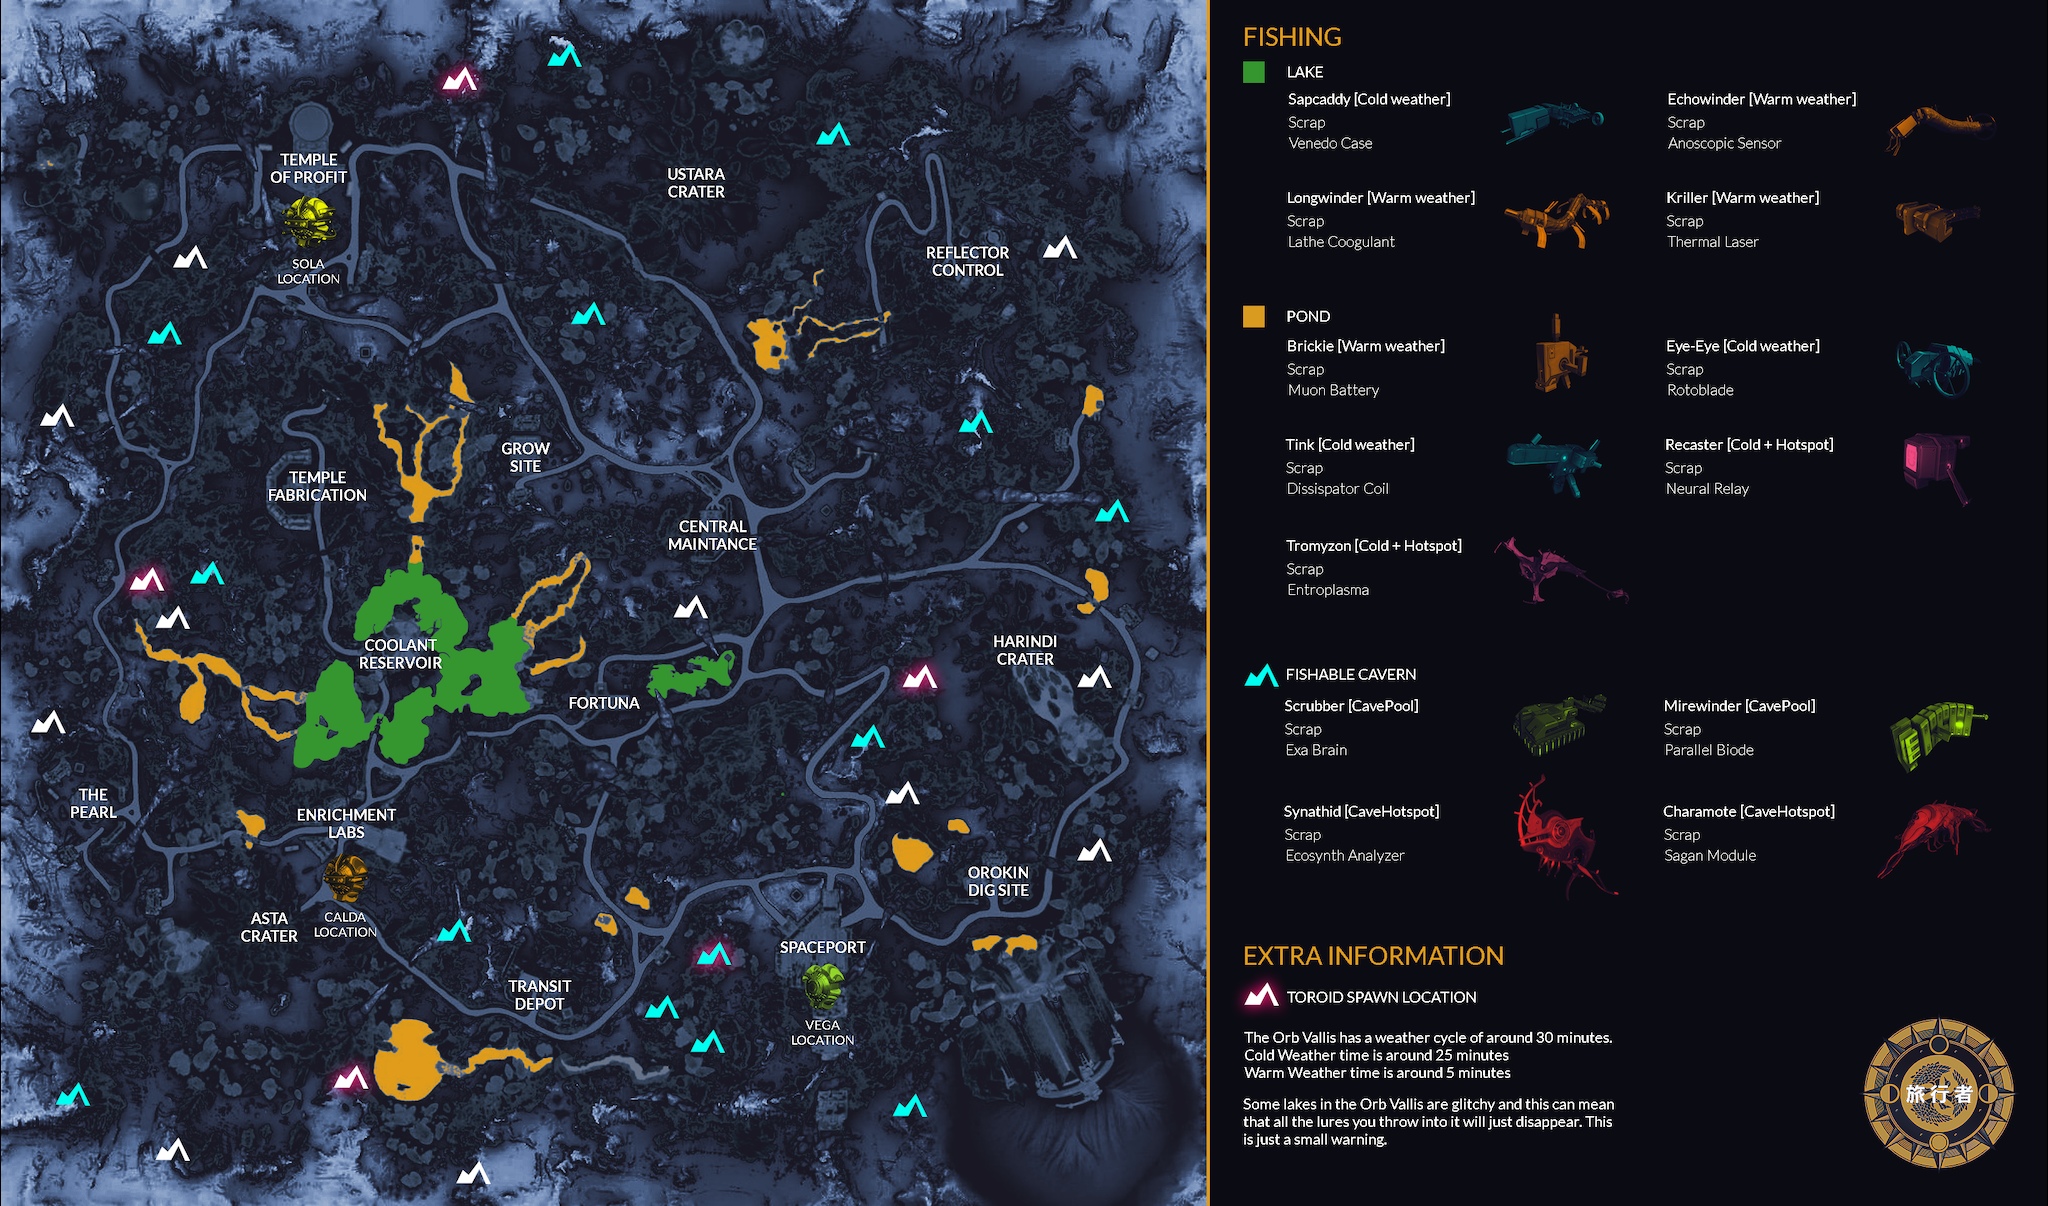 TEMPLE
OF PROFIT
SOLA
LOCATION
USTARA
CRATER
REFLECTOR
CONTROL
GROW
SITE
TEMPLE
FABRICATION
CENTRAL
MAINTANCE
COOLANT
RESERVOIR
HARINDI
CRATER
FORTUNA
THE
PEARL
ENRICHMENT
LABS
OROKIN
DIG SITE
ASTA
CRATER
CALDA
LOCATION
SPACEPORT
TRANSIT
DEPOT
VEGA
LOCATION
FISHING
LAKE
Sapcaddy [Cold weather]
Scrap
Venedo Case
Echowinder [Warm weather]
Scrap
Anoscopic Sensor
Longwinder [Warm weather]
Scrap
Lathe Coogulant
Kriller [Warm weather]
Scrap
Thermal Laser
POND
Brickie [Warm weather]
Scrap
Muon Battery
Eye-Eye [Cold weather]
Scrap
Rotoblade
Tink [Cold weather]
Scrap
Dissispator Coil
Recaster [Cold + Hotspot]
Scrap
Neural Relay
Tromyzon [Cold + Hotspot]
Scrap
Entroplasma
FISHABLE CAVERN
Scrubber [CavePool]
Scrap
Exa Brain
Mirewinder [CavePool]
Scrap
Parallel Biode
Synathid [CaveHotspot]
Scrap
Ecosynth Analyzer
Charamote [CaveHotspot]
Scrap
Sagan Module
EXTRA INFORMATION
TOROID SPAWN LOCATION
The Orb Vallis has a weather cycle of around 30 minutes.
Cold Weather time is around 25 minutes
Warm Weather time is around 5 minutes
Some lakes in the Orb Vallis are glitchy and this can mean
that all the lures you throw into it will just disappear. This
is just a small warning.
旅行者